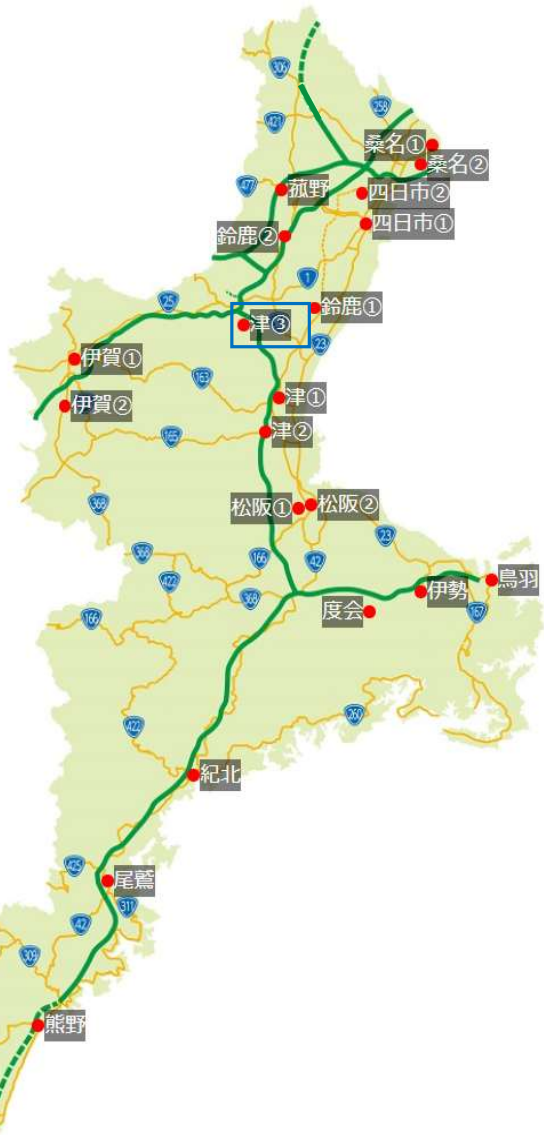 306
258
421
桑名①
桑名②
477
菰野
四日市②
四日市①
鈴鹿②
1
25
鈴鹿①
津③
23
伊賀①
163
津①
伊賀②
165
津②
368
松阪①
松阪②
23
368
166
42
422
鳥羽
368
伊勢
度会
167
166
260
422
紀北
425
尾鷲
311
42
309
熊野